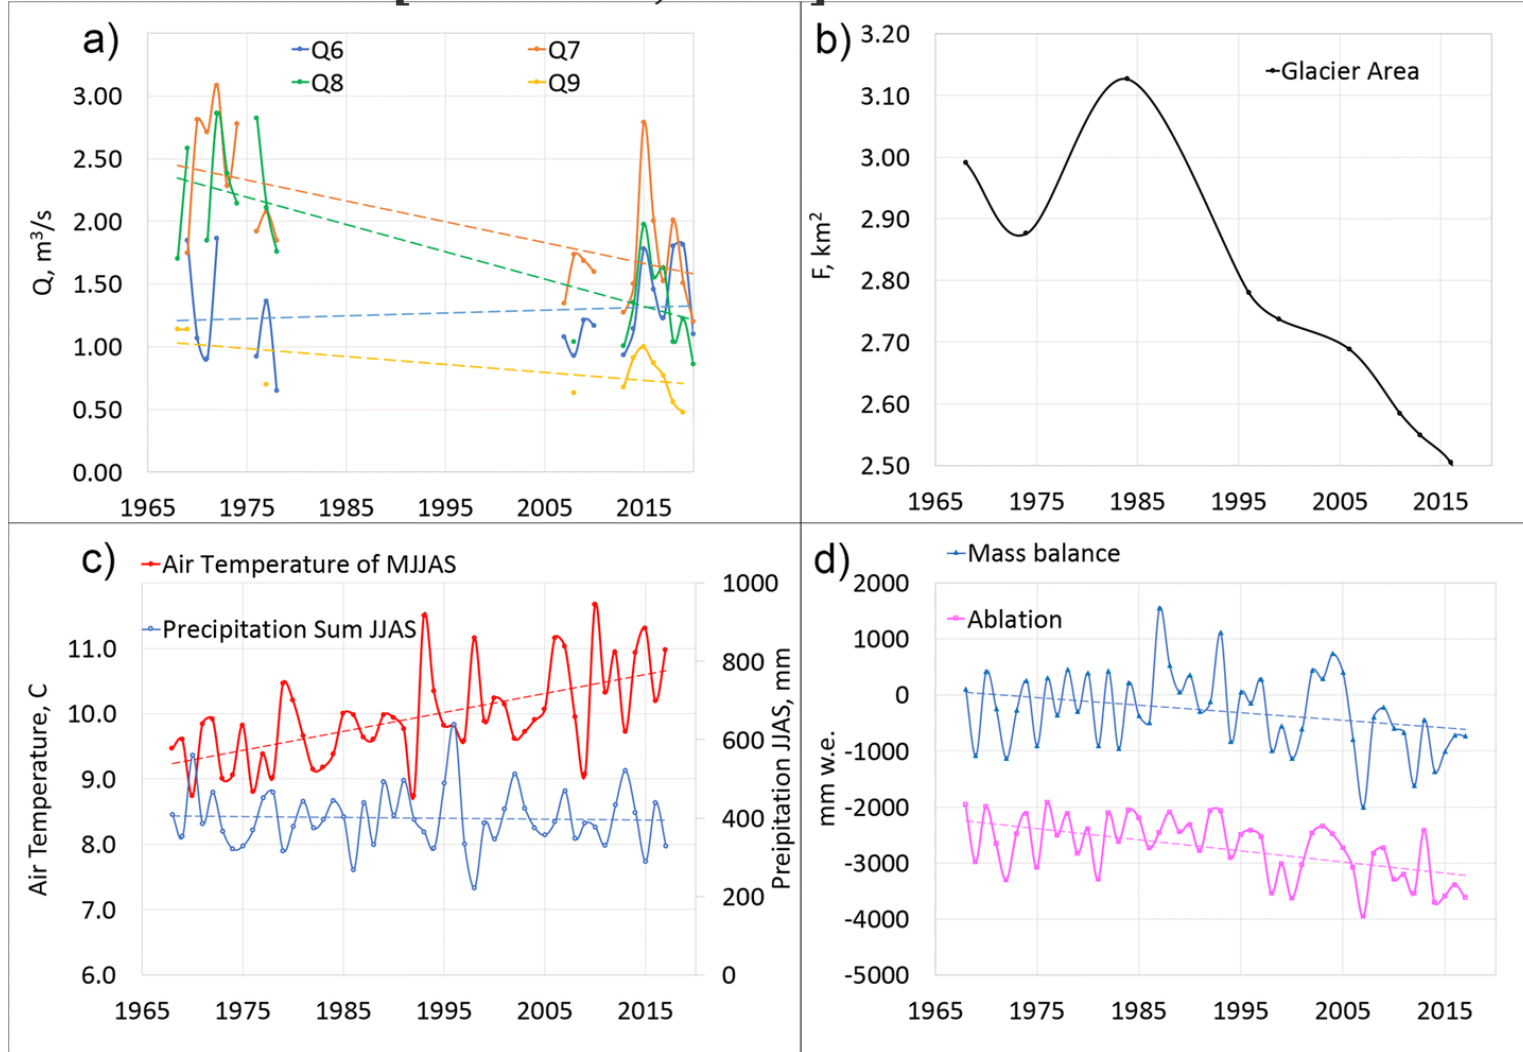 a)
Q6 Q7
Q8 Q9
Q, m³/s
3.00
2.50
2.00
1.50
1.00
0.50
0.00
1965 1975 1985 1995 2005 2015
b)
Glacier Area
F, km²
3.20
3.10
3.00
2.90
2.80
2.70
2.60
2.50
1965 1975 1985 1995 2005 2015
c)
Air Temperature of MJJAS
Precipitation Sum JJAS
Air Temperature, C
11.0
10.0
9.0
8.0
7.0
6.0
Preipitation JJAS, mm
1000
800
600
400
200
0
1965 1975 1985 1995 2005 2015
d)
Mass balance
Ablation
mm w.e.
2000
1000
0
-1000
-2000
-3000
-4000
-5000
1965 1975 1985 1995 2005 2015